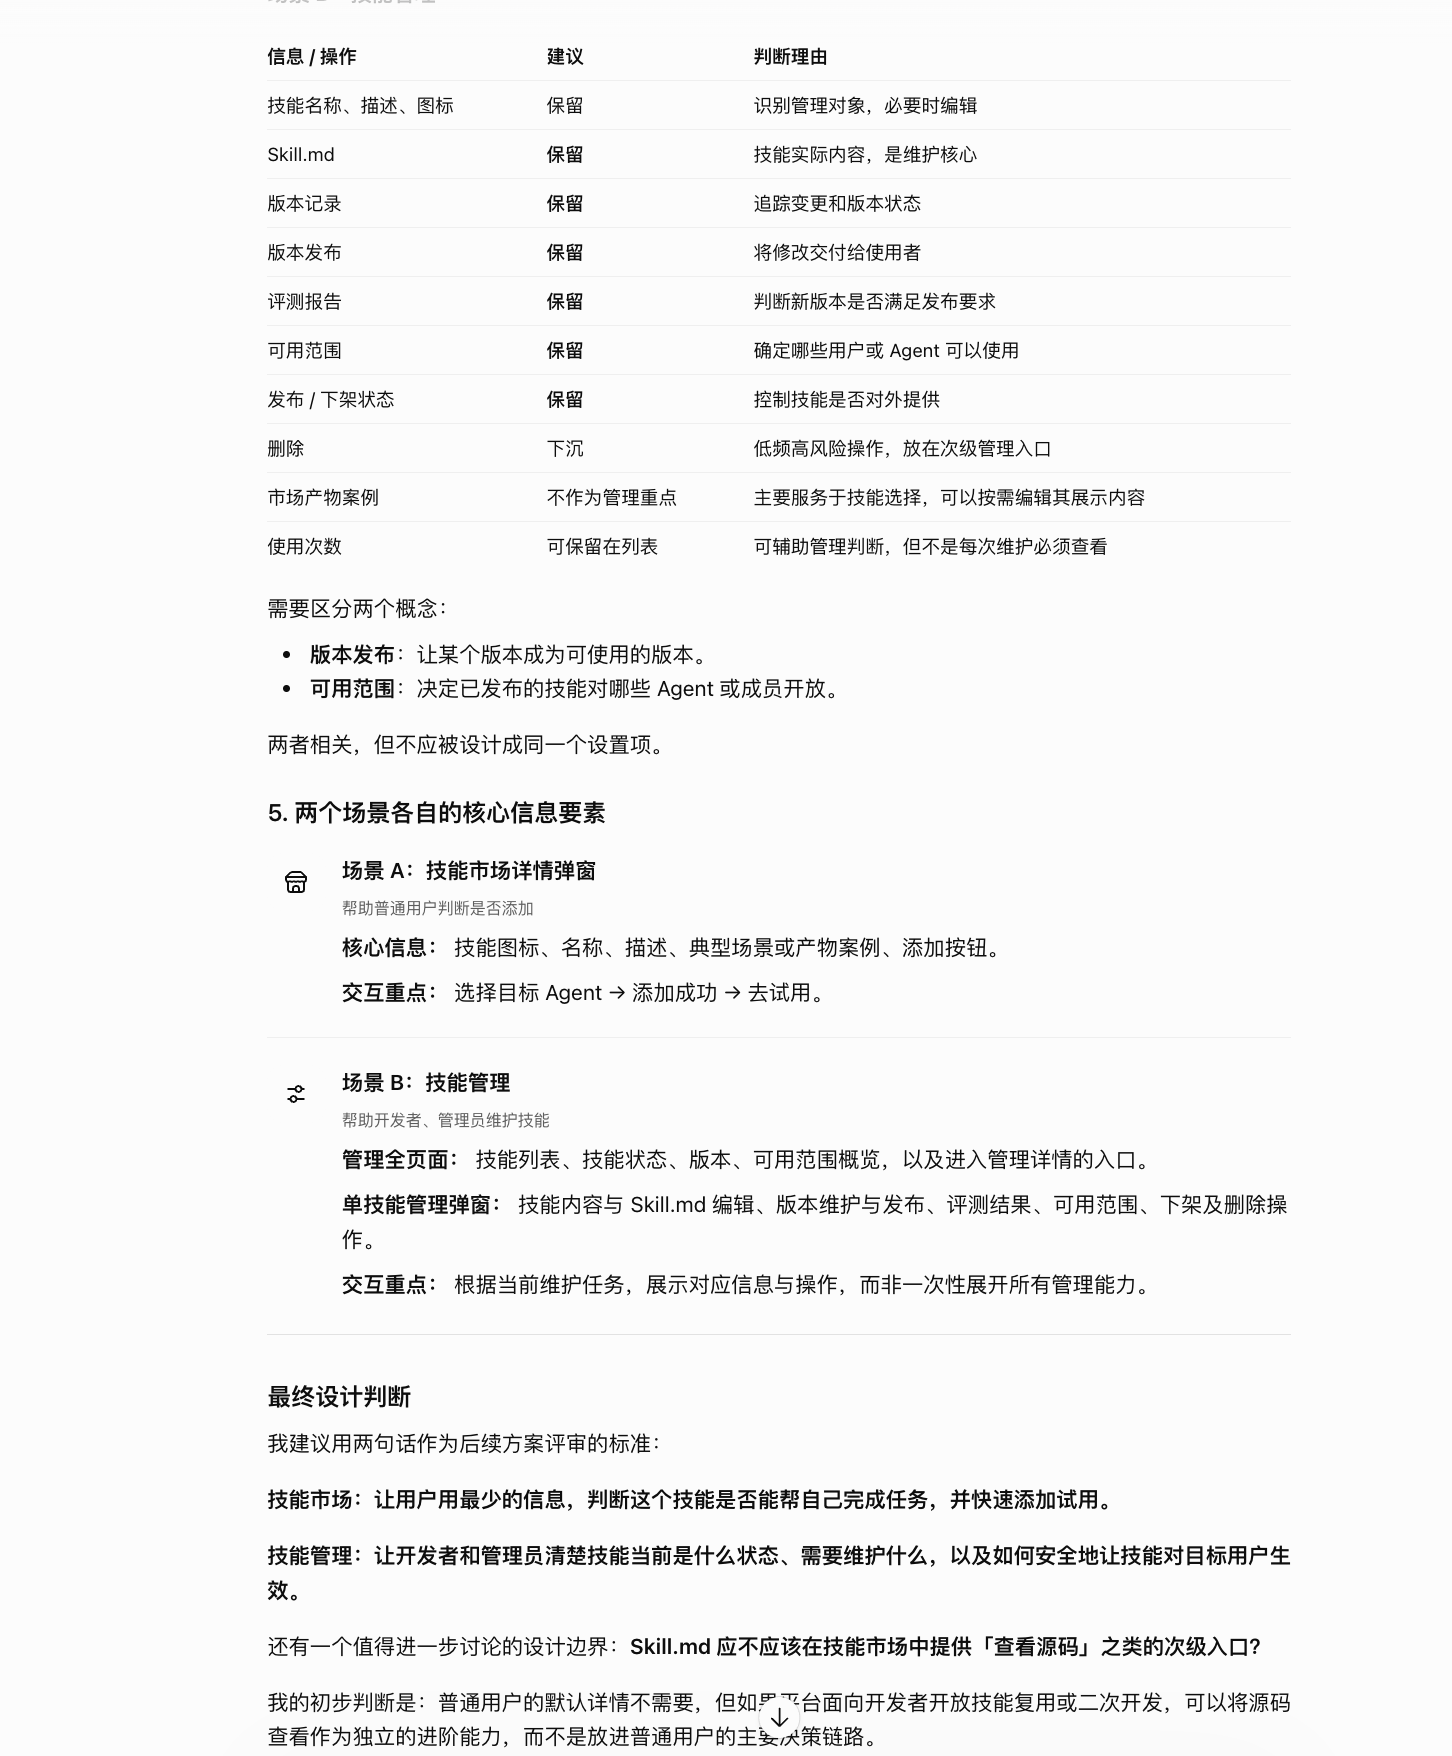 信息 / 操作 建议 判断理由
技能名称、描述、图标 保留 识别管理对象，必要时编辑
Skill.md 保留 技能实际内容，是维护核心
版本记录 保留 追踪变更和版本状态
版本发布 保留 将修改交付给使用者
评测报告 保留 判断新版本是否满足发布要求
可用范围 保留 确定哪些用户或 Agent 可以使用
发布 / 下架状态 保留 控制技能是否对外提供
删除 下沉 低频高风险操作，放在次级管理入口
市场产物案例 不作为管理重点 主要服务于技能选择，可以按需编辑其展示内容
使用次数 可保留在列表 可辅助管理判断，但不是每次维护必须查看
需要区分两个概念：
• 版本发布：让某个版本成为可使用的版本。
• 可用范围：决定已发布的技能对哪些 Agent 或成员开放。
两者相关，但不应被设计成同一个设置项。
5. 两个场景各自的核心信息要素
场景 A：技能市场详情弹窗
帮助普通用户判断是否添加
核心信息： 技能图标、名称、描述、典型场景或产物案例、添加按钮。
交互重点： 选择目标 Agent → 添加成功 → 去试用。
场景 B：技能管理
帮助开发者、管理员维护技能
管理全页面： 技能列表、技能状态、版本、可用范围概览，以及进入管理详情的入口。
单技能管理弹窗： 技能内容与 Skill.md 编辑、版本维护与发布、评测结果、可用范围、下架及删除操
作。
交互重点： 根据当前维护任务，展示对应信息与操作，而非一次性展开所有管理能力。
最终设计判断
我建议用两句话作为后续方案评审的标准：
技能市场：让用户用最少的信息，判断这个技能是否能帮自己完成任务，并快速添加试用。
技能管理：让开发者和管理员清楚技能当前是什么状态、需要维护什么，以及如何安全地让技能对目标用户生
效。
还有一个值得进一步讨论的设计边界：Skill.md 应不应该在技能市场中提供「查看源码」之类的次级入口？
我的初步判断是：普通用户的默认详情不需要，但如果平台面向开发者开放技能复用或二次开发，可以将源码
查看作为独立的进阶能力，而不是放进普通用户的主要决策链路。